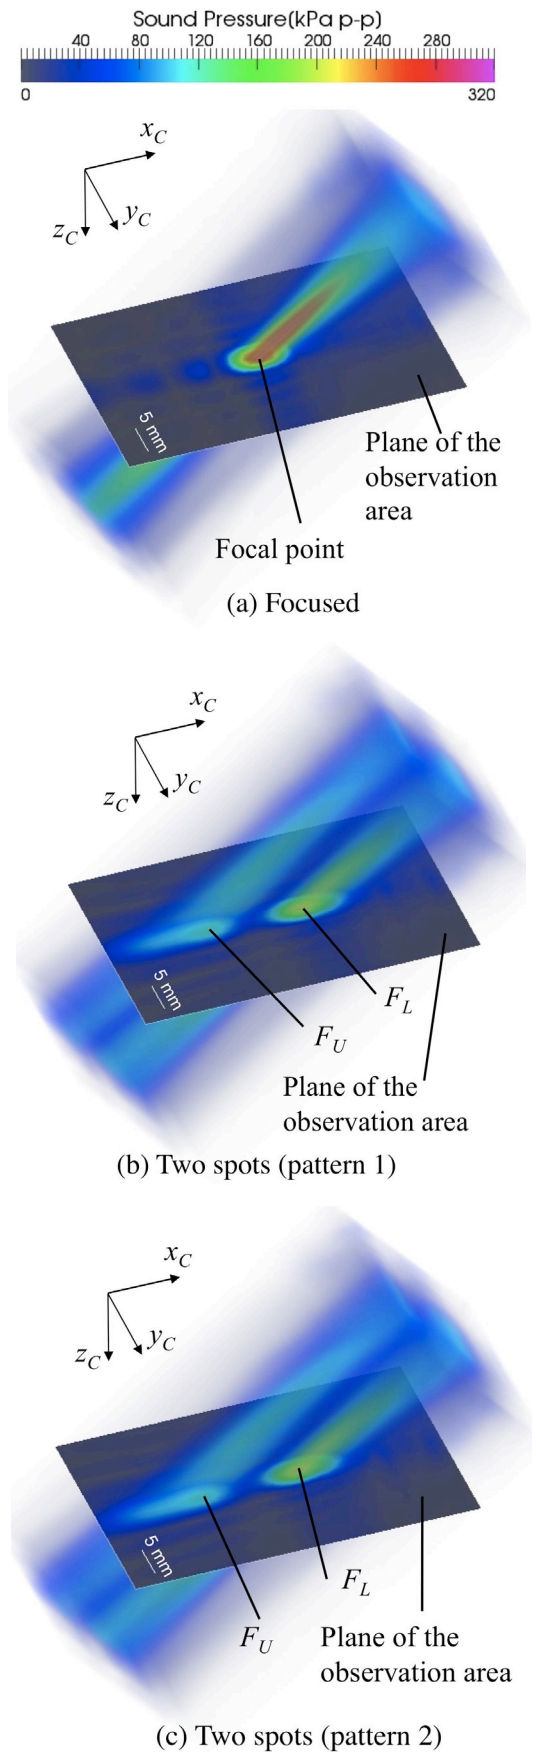 Sound Pressure[kPa p-p]
40 80 120 160 200 240 280
0 320
x_C
y_C
z_C
5 mm
Plane of the
observation
area
Focal point
(a) Focused
x_C
y_C
z_C
5 mm
F_L
F_U
Plane of the
observation area
(b) Two spots (pattern 1)
x_C
y_C
z_C
5 mm
F_L
F_U
Plane of the
observation area
(c) Two spots (pattern 2)